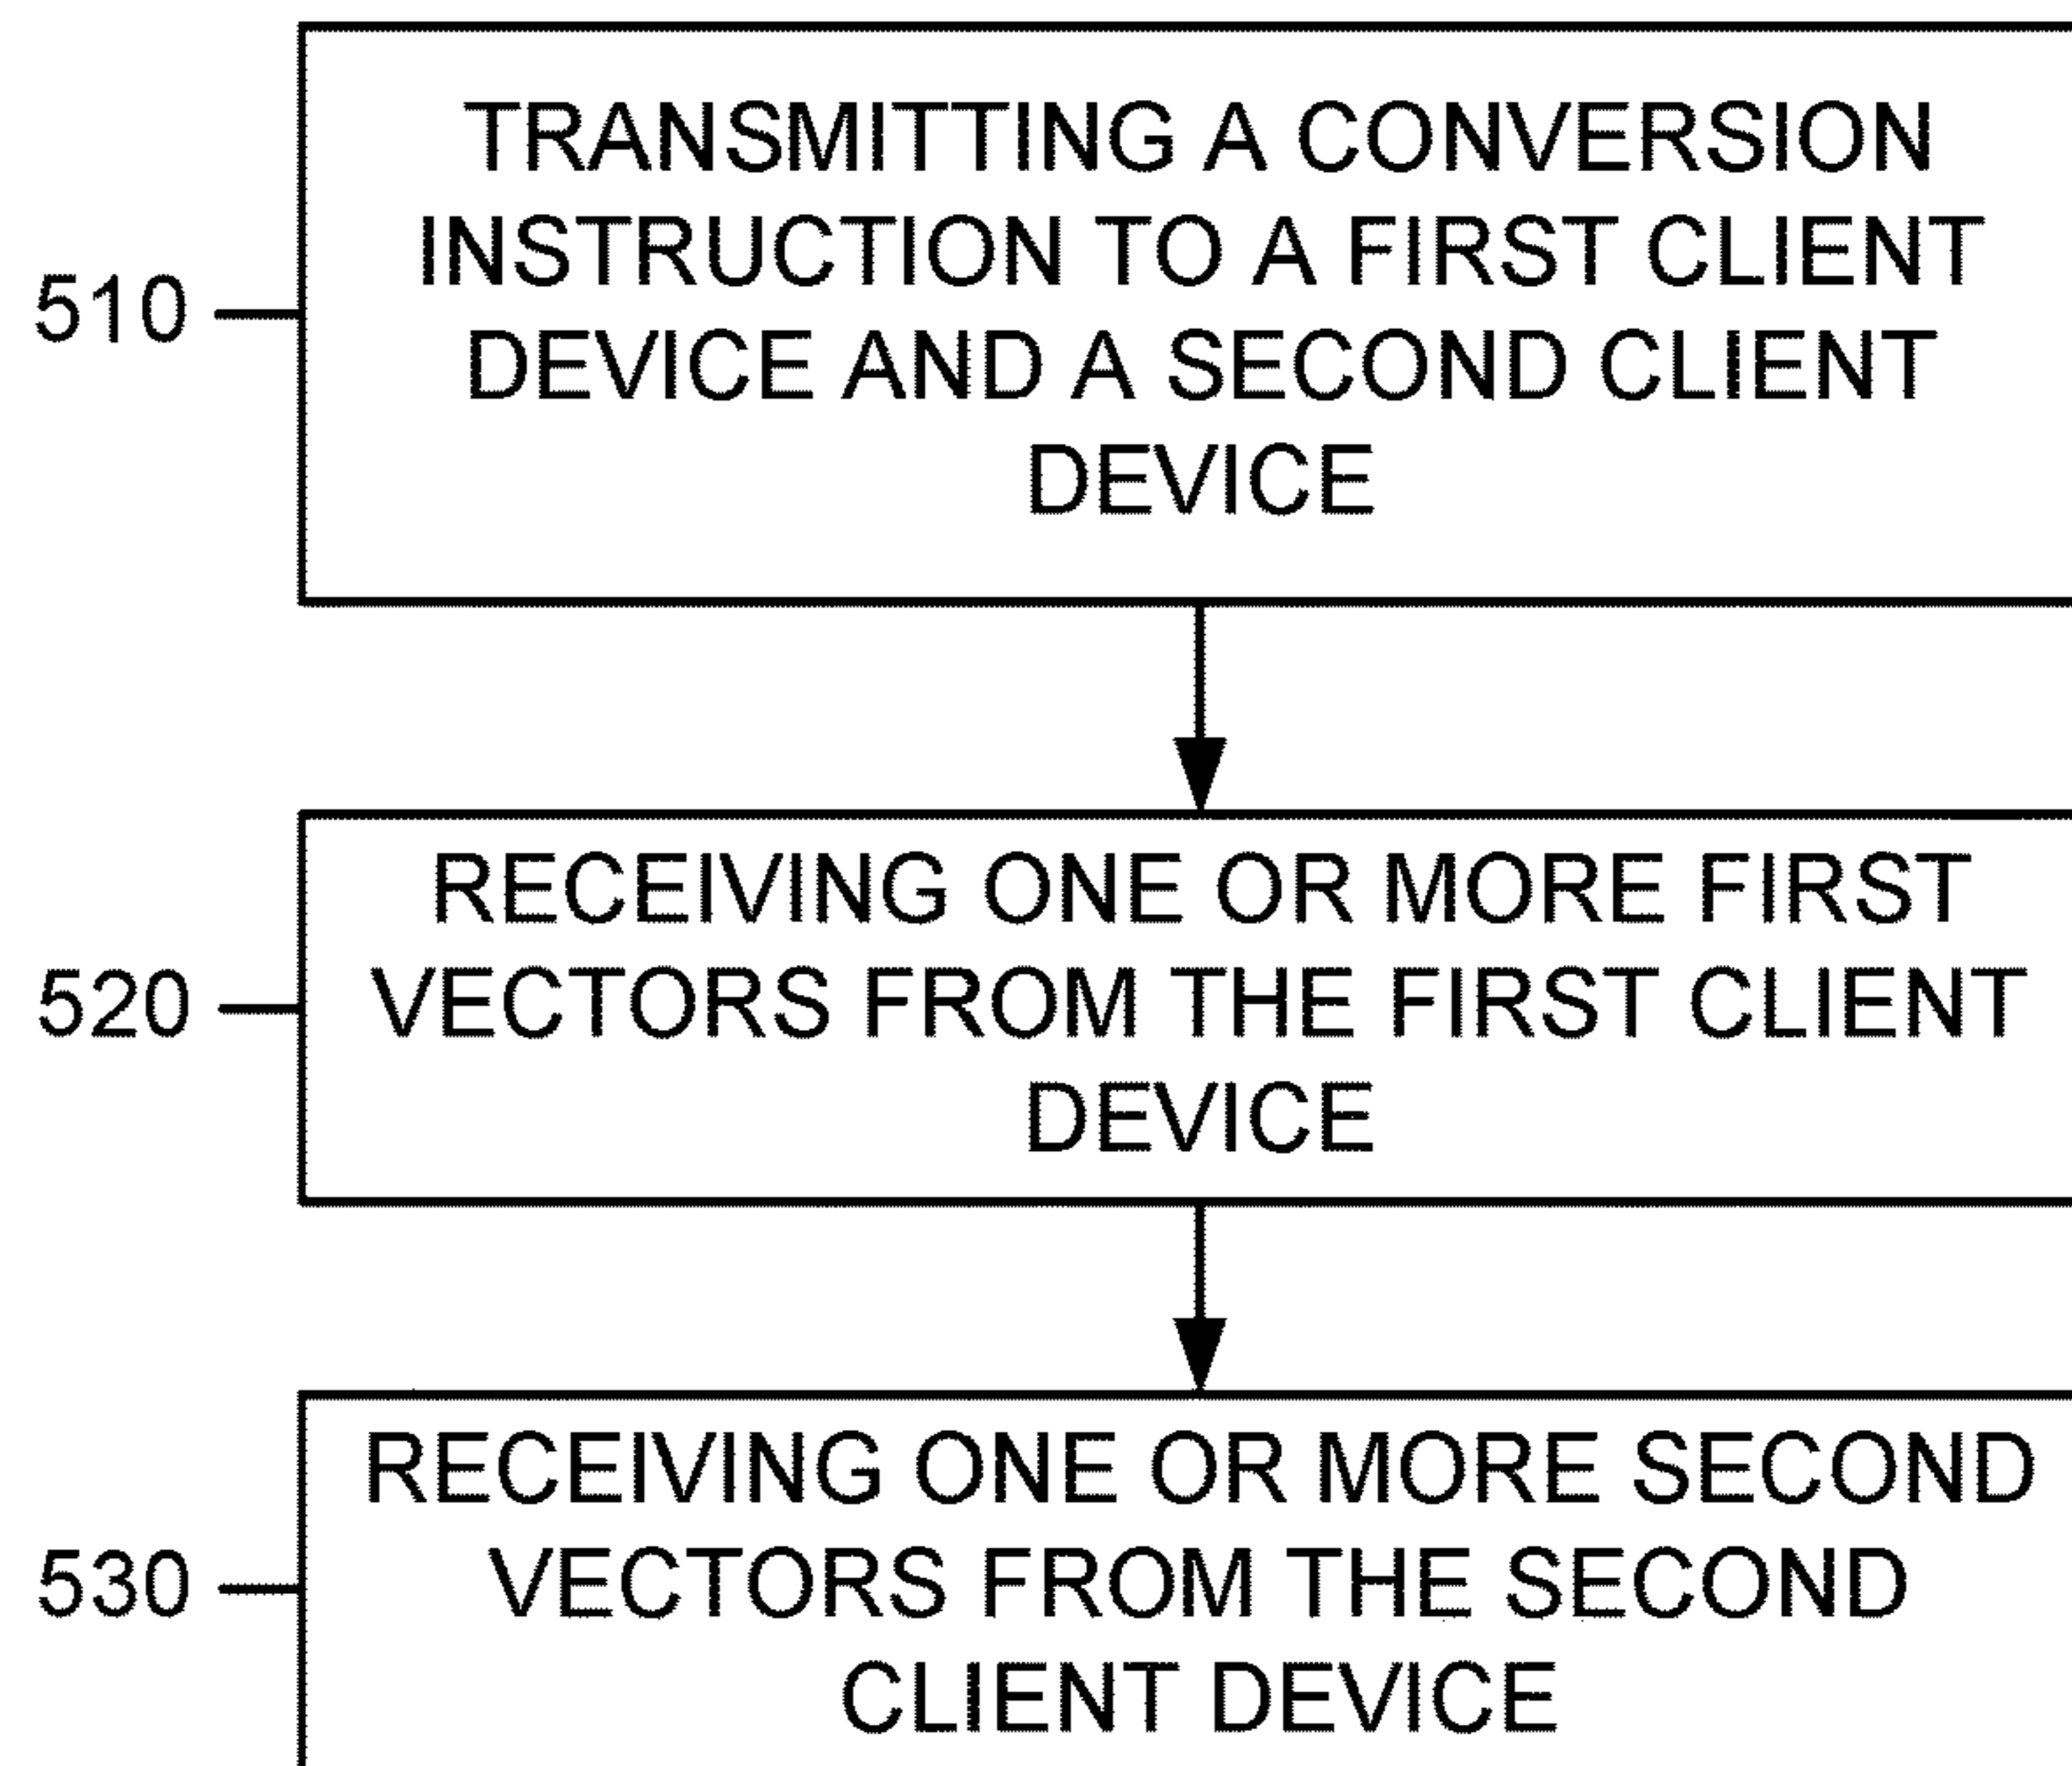 TRANSMITTING A CONVERSION
INSTRUCTION TO A FIRST CLIENT
DEVICE AND A SECOND CLIENT
DEVICE
510
RECEIVING ONE OR MORE FIRST
VECTORS FROM THE FIRST CLIENT
DEVICE
520
RECEIVING ONE OR MORE SECOND
VECTORS FROM THE SECOND
CLIENT DEVICE
530